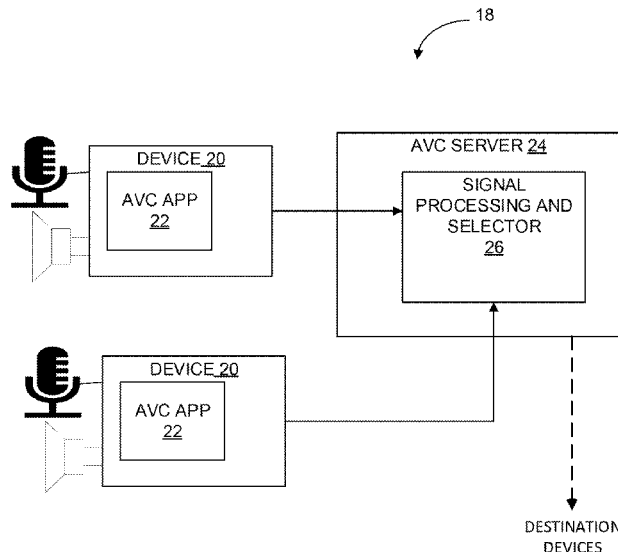 18
DEVICE 20
AVC APP
22
AVC SERVER 24
SIGNAL
PROCESSING AND
SELECTOR
26
DEVICE 20
AVC APP
22
DESTINATION
DEVICES